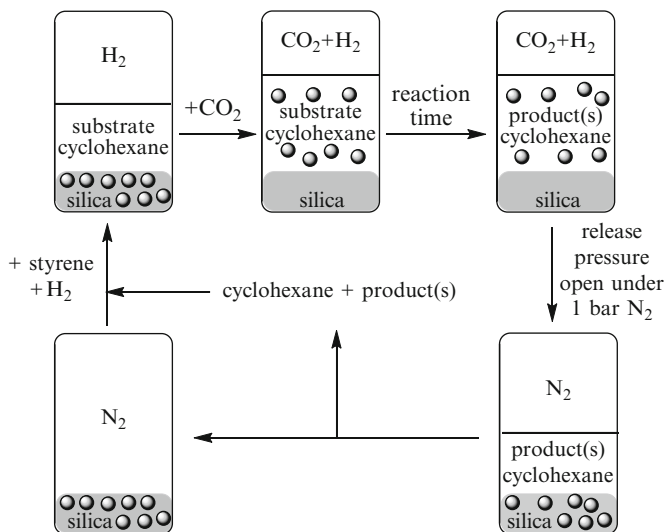 H2
substrate
cyclohexane
silica
+CO2
CO2+H2
substrate
cyclohexane
silica
reaction
time
CO2+H2
product(s)
cyclohexane
silica
release
pressure
open under
1 bar N2
+ styrene
+H2
cyclohexane + product(s)
N2
silica
N2
product(s)
cyclohexane
silica